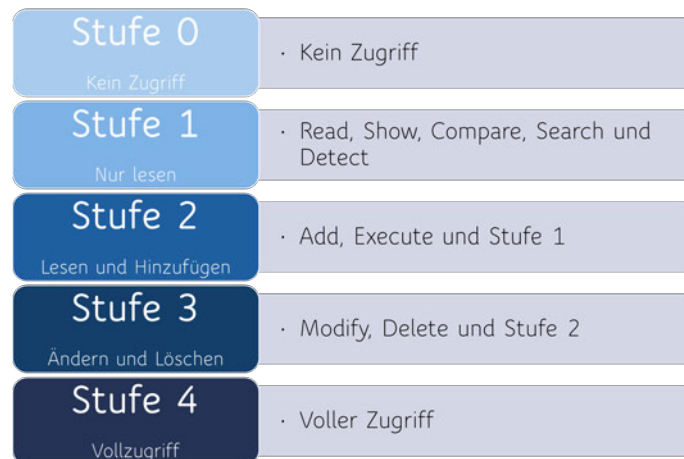 Stufe 0
Kein Zugriff
· Kein Zugriff
Stufe 1
Nur lesen
· Read, Show, Compare, Search und
Detect
Stufe 2
Lesen und Hinzufügen
· Add, Execute und Stufe 1
Stufe 3
Ändern und Löschen
· Modify, Delete und Stufe 2
Stufe 4
Vollzugriff
· Voller Zugriff